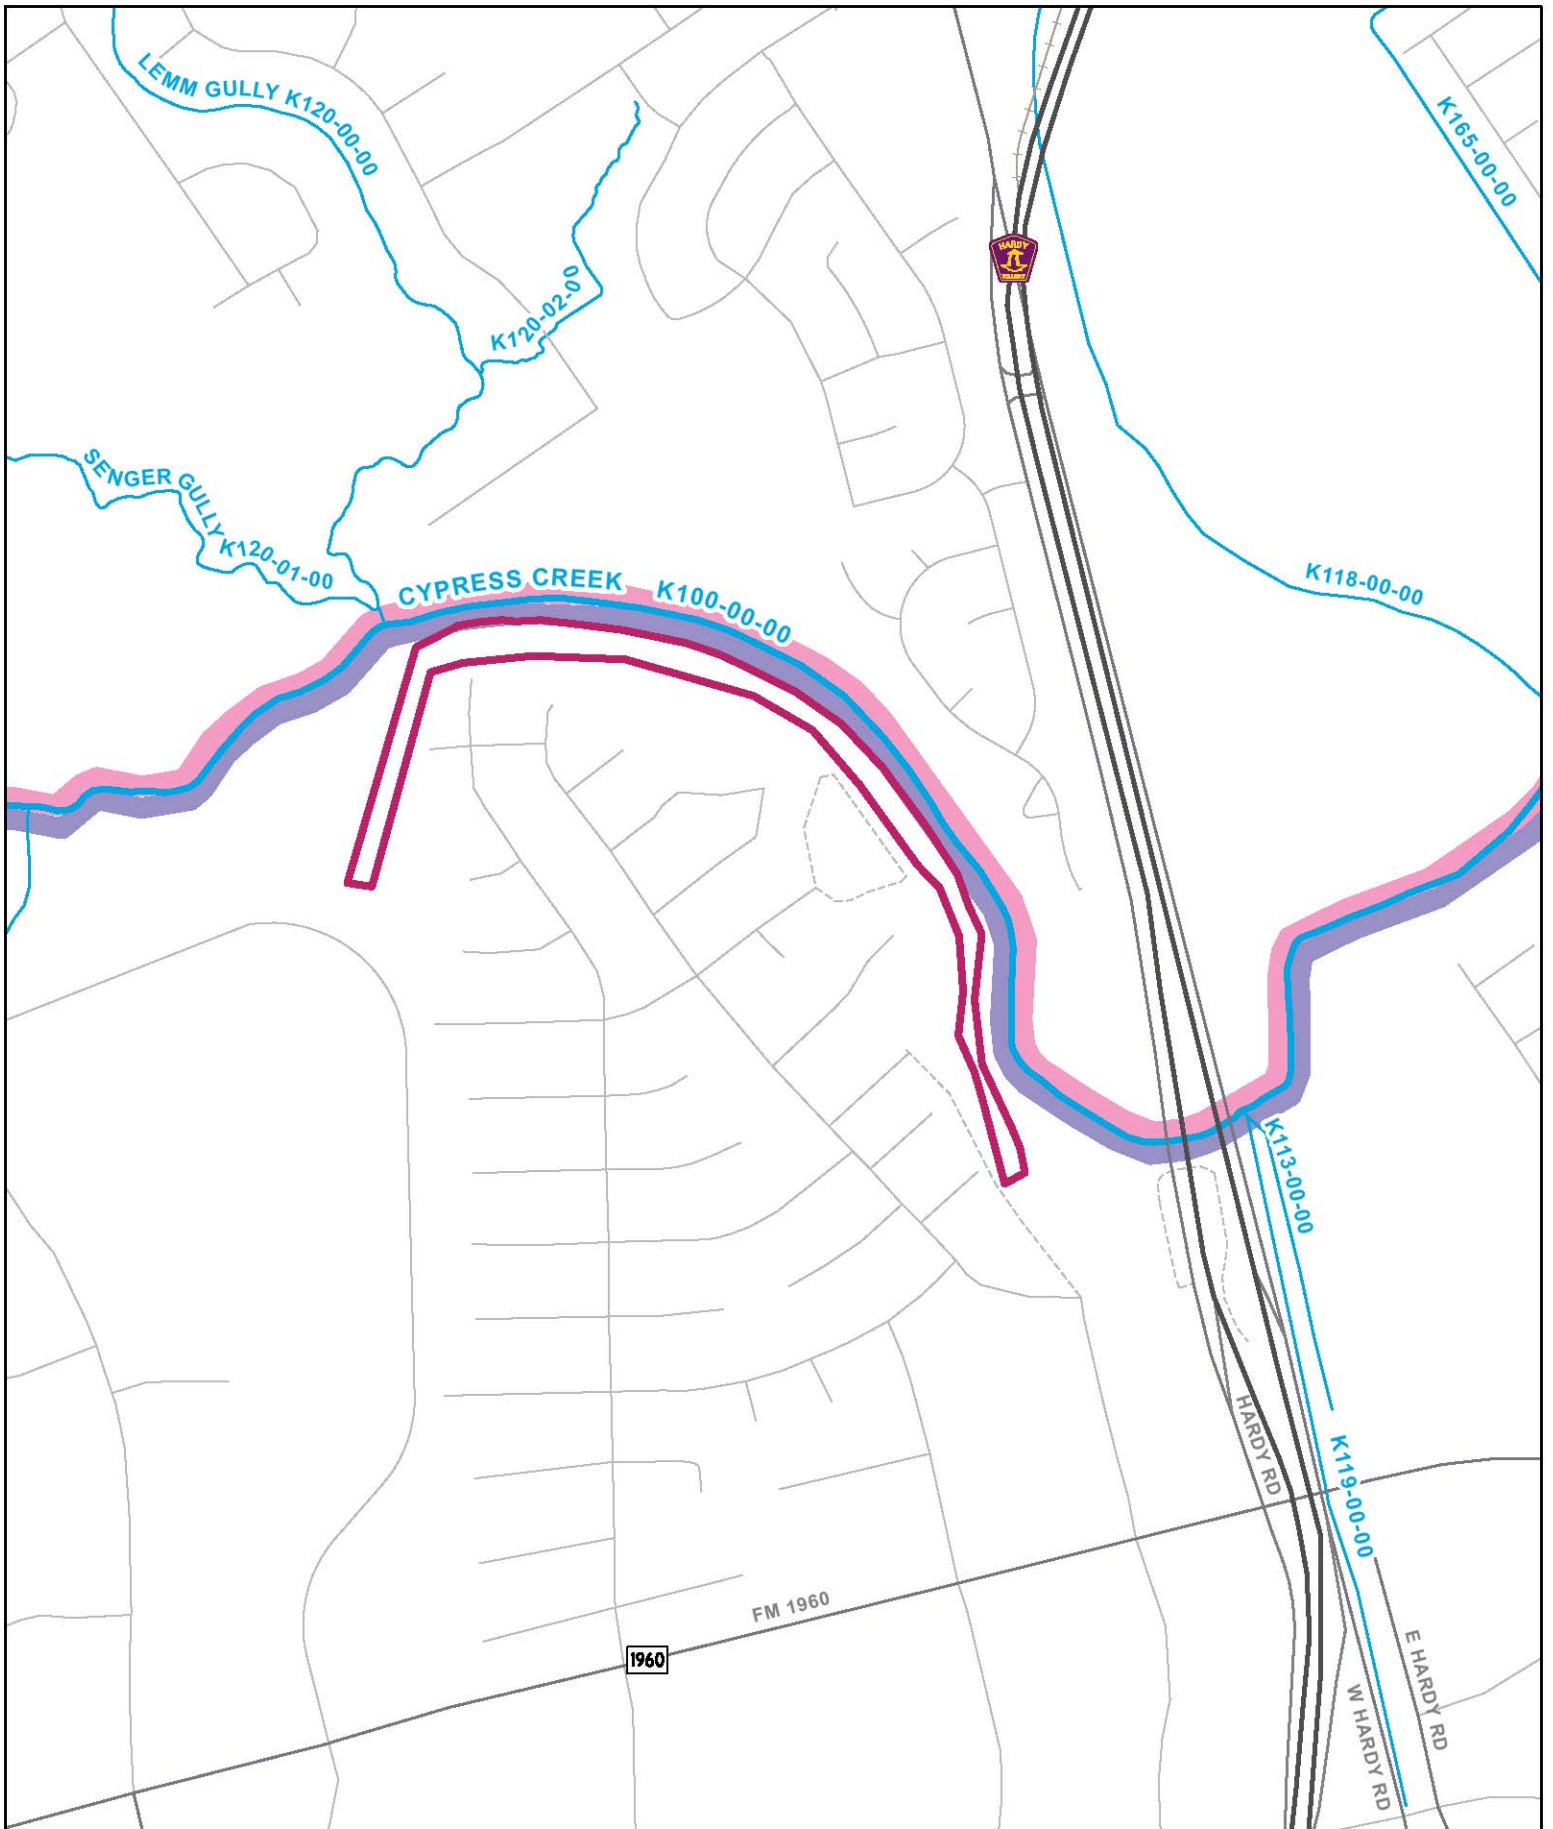 LEMM GULLY K120-00-00
K165-00-00
HARDY
K120-02-00
SENGER GULLY
K120-01-00
CYPRESS CREEK K100-00-00
K118-00-00
K113-00-00
HARDY RD
K119-00-00
FM 1960
1960
E HARDY RD
W HARDY RD